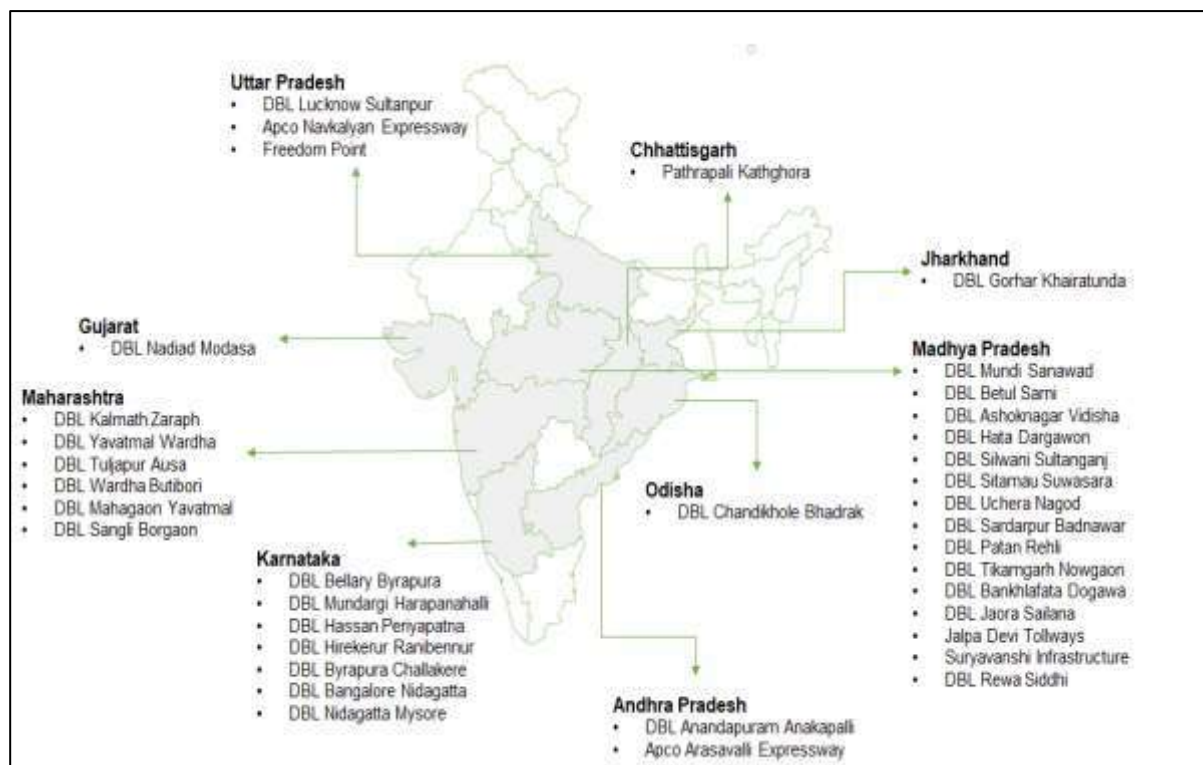 Uttar Pradesh
• DBL Lucknow Sultanpur
• Apco Navkalyan Expressway
• Freedom Point
Chhattisgarh
• Pathrapali Kathghora
Jharkhand
• DBL Gorhar Khairatunda
Gujarat
• DBL Nadiad Modasa
Maharashtra
• DBL Kalmath Zaraph
• DBL Yavatmal Wardha
• DBL Tuljapur Ausa
• DBL Wardha Butibori
• DBL Mahagaon Yavatmal
• DBL Sangli Borgaon
Madhya Pradesh
• DBL Mundi Sanawad
• DBL Betul Sarni
• DBL Ashoknagar Vidisha
• DBL Hata Dargawon
• DBL Silwani Sultanganj
• DBL Sitamau Suwasara
• DBL Uchera Nagod
• DBL Sardarpur Badnawar
• DBL Patan Rehli
• DBL Tikamgarh Nowgaon
• DBL Bankhlafata Dogawa
• DBL Jaora Sailana
• Jalpa Devi Tollways
• Suryavanshi Infrastructure
• DBL Rewa Siddhi
Odisha
• DBL Chandikhole Bhadrak
Karnataka
• DBL Bellary Byrapura
• DBL Mundargi Harapanahalli
• DBL Hassan Periyapatna
• DBL Hirekerur Ranibennur
• DBL Byrapura Challakere
• DBL Bangalore Nidagatta
• DBL Nidagatta Mysore
Andhra Pradesh
• DBL Anandapuram Anakapalli
• Apco Arasavalli Expressway